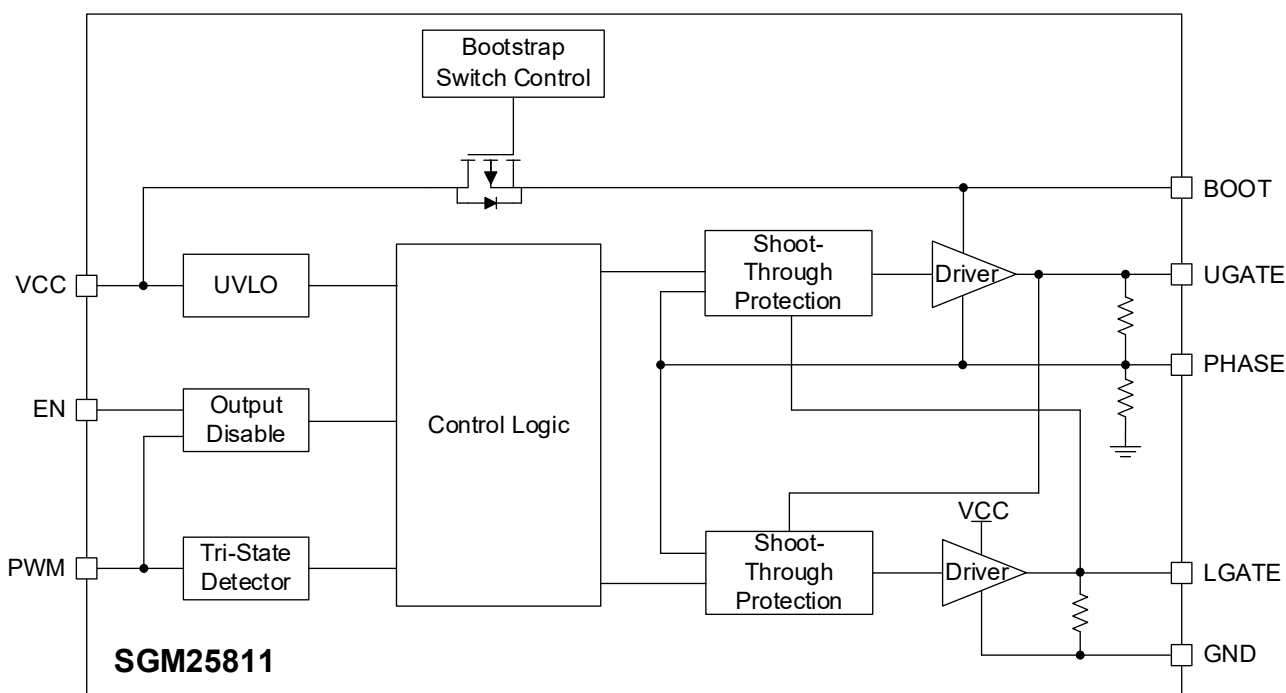 Bootstrap
Switch Control
BOOT
Shoot-
Through
Protection
Driver
VCC
UVLO
UGATE
PHASE
EN
Output
Disable
Control Logic
VCC
PWM
Tri-State
Detector
Shoot-
Through
Protection
Driver
LGATE
GND
SGM25811